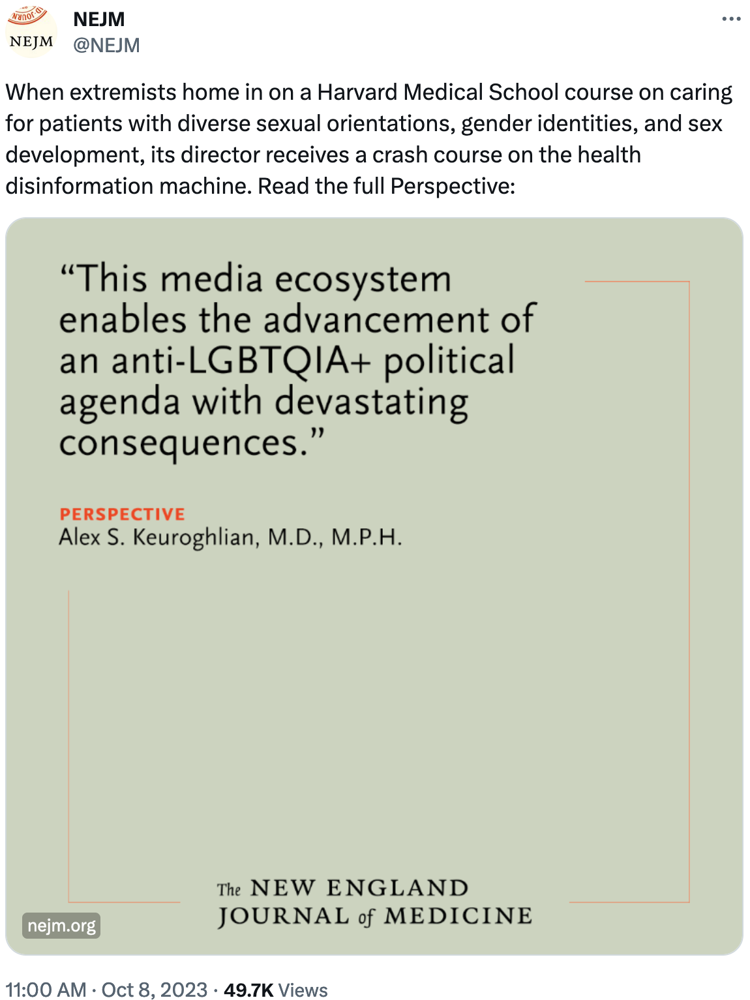 NEJM
NEJM
@NEJM
When extremists home in on a Harvard Medical School course on caring
for patients with diverse sexual orientations, gender identities, and sex
development, its director receives a crash course on the health
disinformation machine. Read the full Perspective:
“This media ecosystem
enables the advancement of
an anti-LGBTQIA+ political
agenda with devastating
consequences.”
PERSPECTIVE
Alex S. Keuroghlian, M.D., M.P.H.
The NEW ENGLAND
JOURNAL of MEDICINE
nejm.org
11:00 AM · Oct 8, 2023 · 49.7K Views